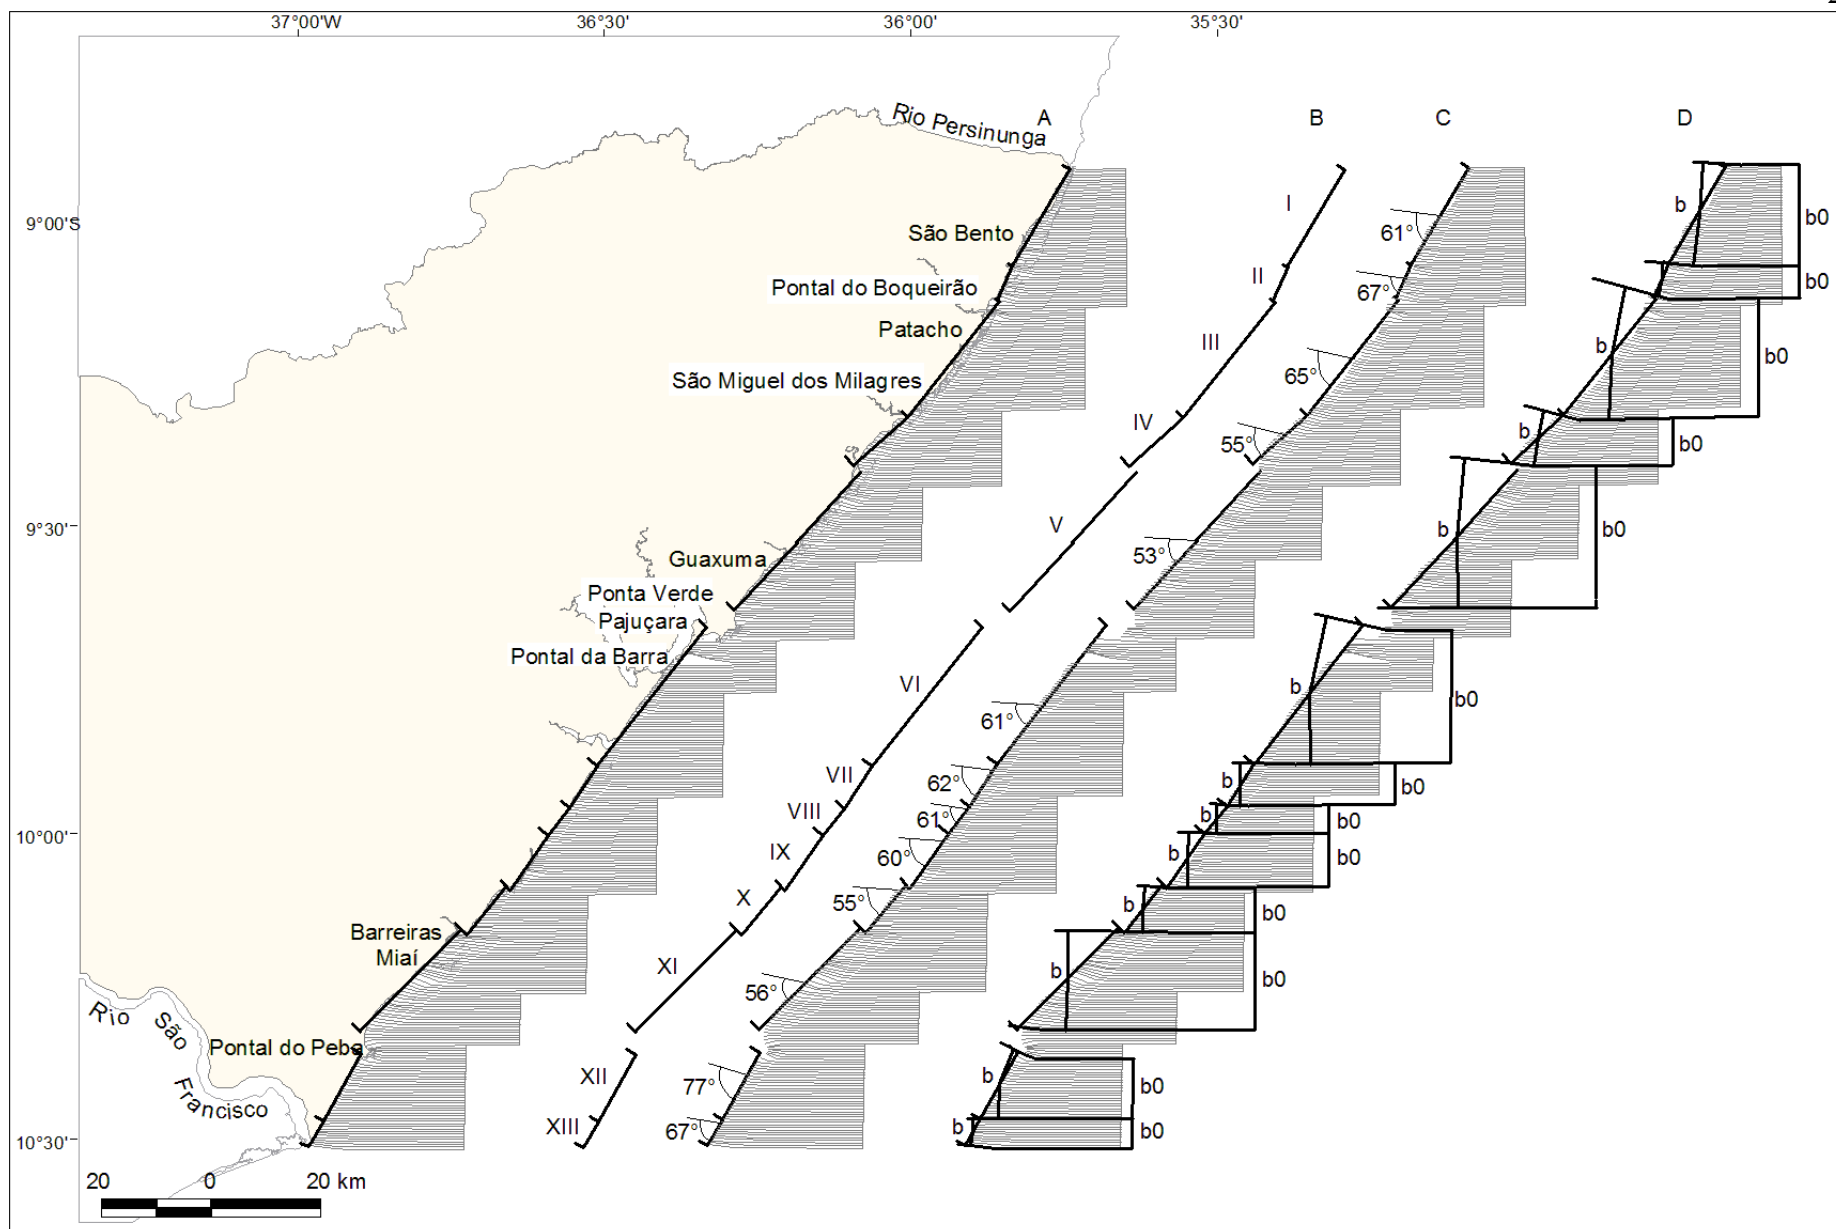 37°00'W
36°30'
36°00'
35°30'
Rio Persinunga
A
B
C
D
9°00'S
São Bento
Pontal do Boqueirão
Patacho
São Miguel dos Milagres
9°30'
Guaxuma
Ponta Verde
Pajuçara
Pontal da Barra
10°00'
Barreiras
Miaí
Rio São Francisco
Pontal do Peba
10°30'
20 0 20 km
I
II
III
IV
V
VI
VII
VIII
IX
X
XI
XII
XIII
61°
67°
65°
55°
53°
61°
62°
61°
60°
55°
56°
77°
67°
b
b0
b0
b
b0
b
b0
b
b0
b
b0
b
b0
b
b0
b
b0
b
b0
b
b0
b
b0
b
b0